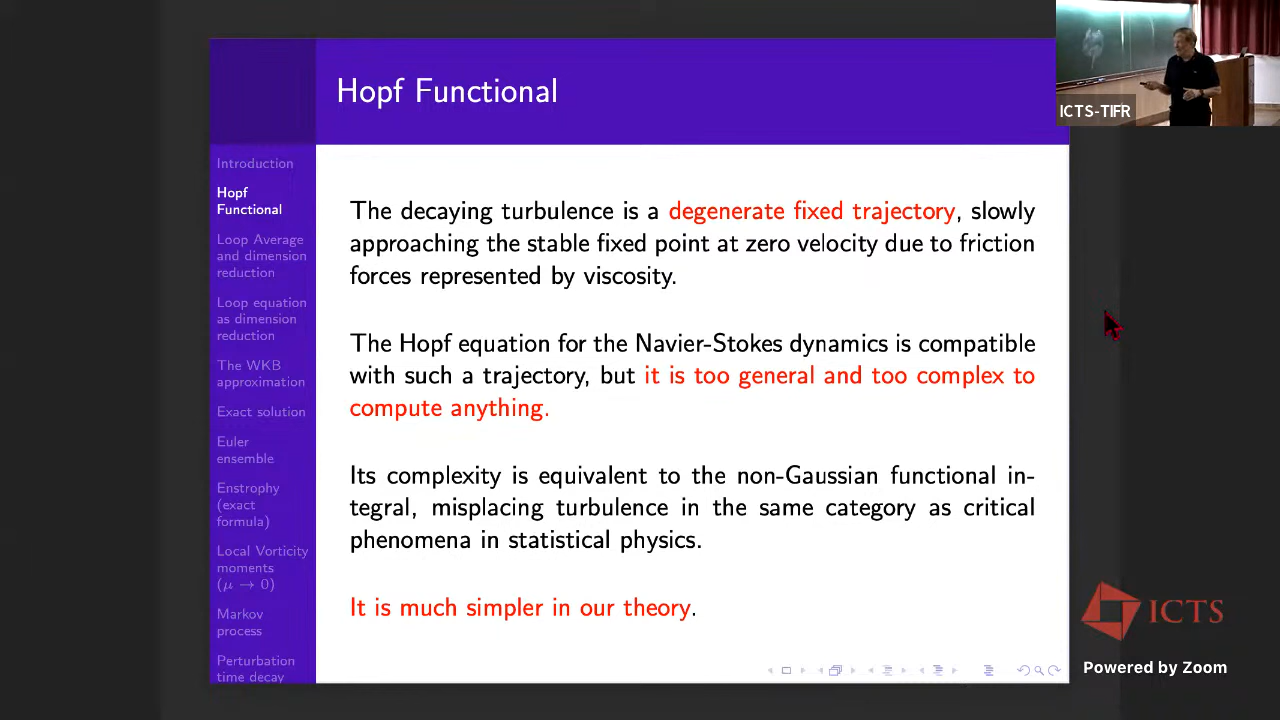 Hopf Functional
ICTS-TIFR
Introduction
Hopf
Functional
Loop Average
and dimension
reduction
Loop equation
as dimension
reduction
The WKB
approximation
Exact solution
Euler
ensemble
Enstrophy
(exact
formula)
Local Vorticity
moments
(μ → 0)
Markov
process
Perturbation
time decay
The decaying turbulence is a degenerate fixed trajectory, slowly
approaching the stable fixed point at zero velocity due to friction
forces represented by viscosity.
The Hopf equation for the Navier-Stokes dynamics is compatible
with such a trajectory, but it is too general and too complex to
compute anything.
Its complexity is equivalent to the non-Gaussian functional in-
tegral, misplacing turbulence in the same category as critical
phenomena in statistical physics.
It is much simpler in our theory.
ICTS
Powered by Zoom